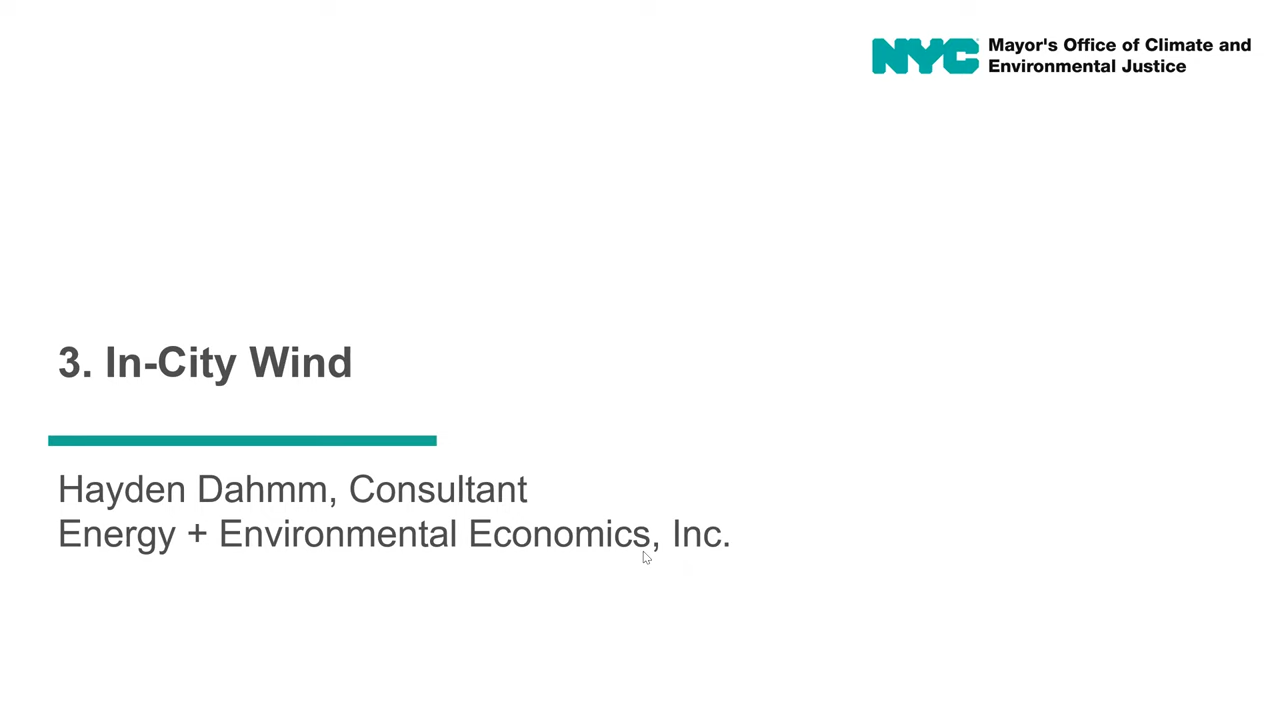 NYC Mayor's Office of Climate and
Environmental Justice
3. In-City Wind
Hayden Dahmm, Consultant
Energy + Environmental Economics, Inc.